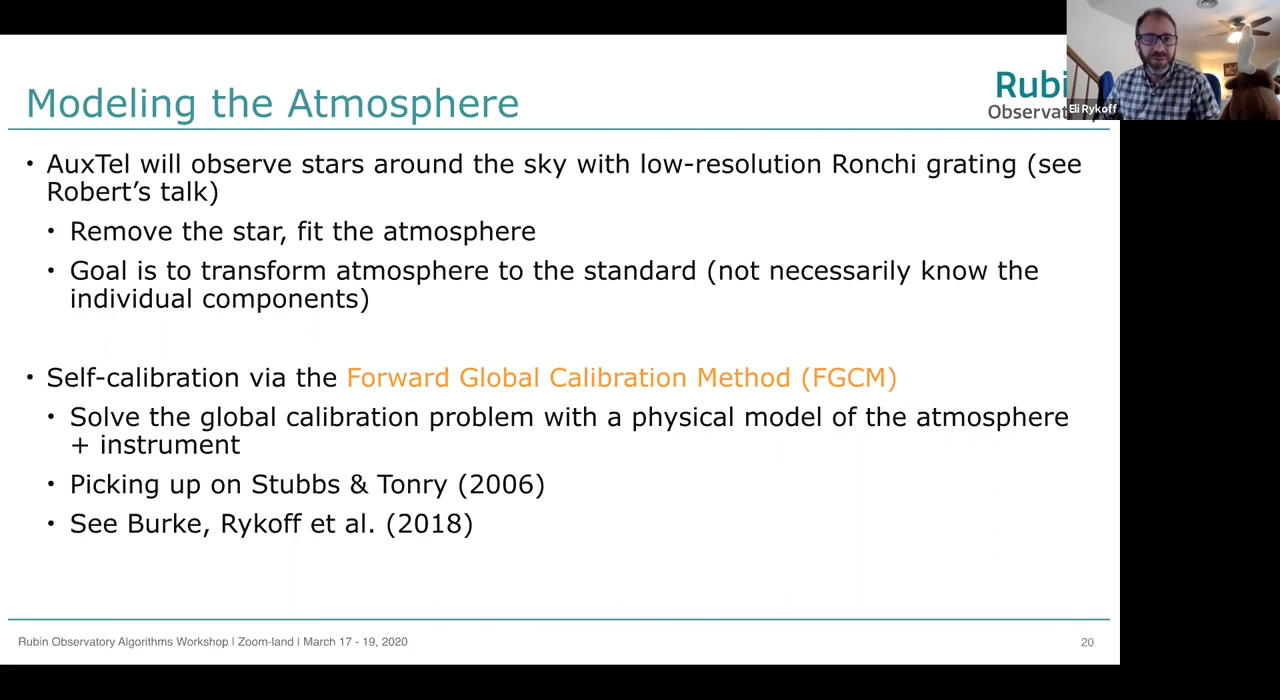 Modeling the Atmosphere
Rubi
Observat
Eli Rykoff
• AuxTel will observe stars around the sky with low-resolution Ronchi grating (see
Robert’s talk)
• Remove the star, fit the atmosphere
• Goal is to transform atmosphere to the standard (not necessarily know the
individual components)
• Self-calibration via the Forward Global Calibration Method (FGCM)
• Solve the global calibration problem with a physical model of the atmosphere
+ instrument
• Picking up on Stubbs & Tonry (2006)
• See Burke, Rykoff et al. (2018)
Rubin Observatory Algorithms Workshop | Zoom-land | March 17 - 19, 2020
20